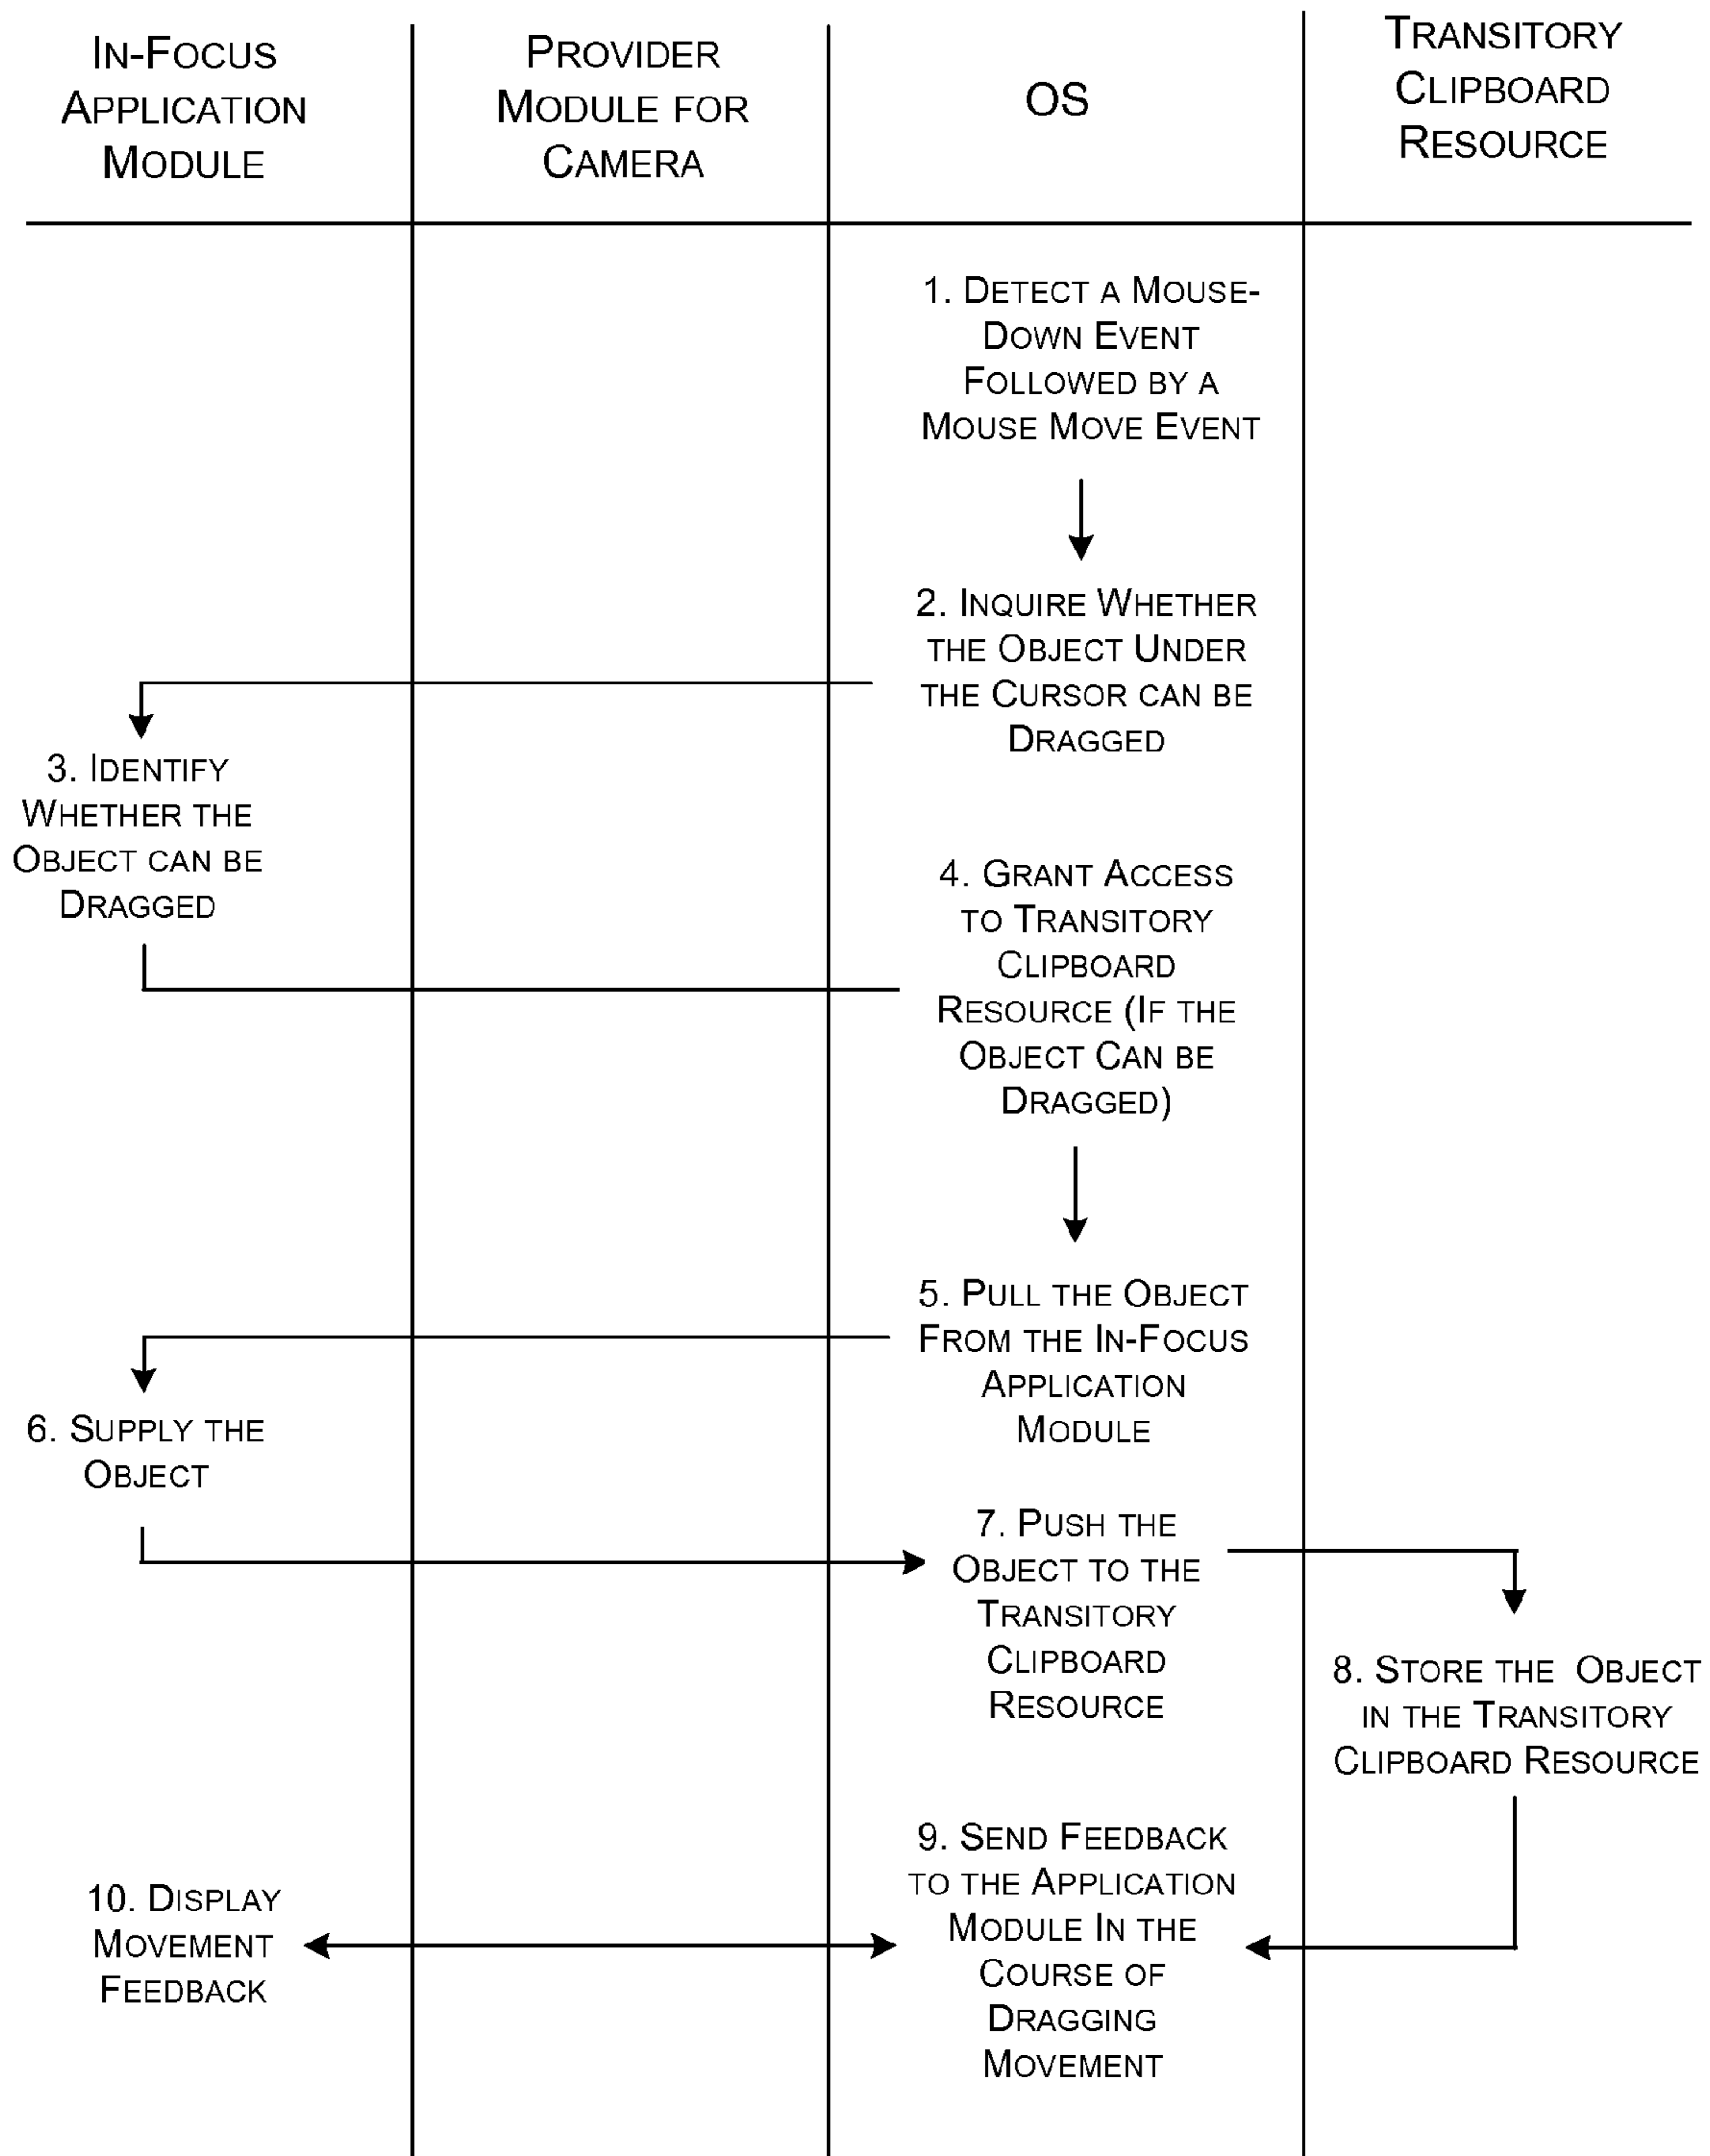 In-Focus
Application
Module
Provider
Module for
Camera
OS
Transitory
Clipboard
Resource
1. Detect a Mouse-
Down Event
Followed by a
Mouse Move Event
2. Inquire Whether
the Object Under
the Cursor can be
Dragged
3. Identify
Whether the
Object can be
Dragged
4. Grant Access
to Transitory
Clipboard
Resource (If the
Object Can be
Dragged)
5. Pull the Object
From the In-Focus
Application
Module
6. Supply the
Object
7. Push the
Object to the
Transitory
Clipboard
Resource
8. Store the Object
in the Transitory
Clipboard Resource
9. Send Feedback
to the Application
Module In the
Course of
Dragging
Movement
10. Display
Movement
Feedback